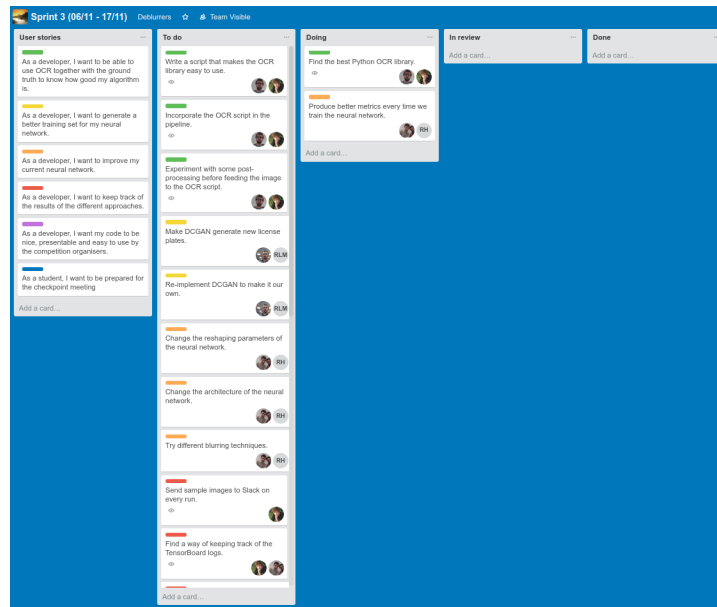 Sprint 3 (06/11 - 17/11) Deblurrers Team Visible
User stories
As a developer, I want to be able to
use OCR together with the ground
truth to know how good my algorithm
is.
As a developer, I want to generate a
better training set for my neural
network.
As a developer, I want to improve my
current neural network.
As a developer, I want to keep track of
the results of the different approaches.
As a developer, I want my code to be
nice, presentable and easy to use by
the competition organisers.
As a student, I want to be prepared for
the checkpoint meeting
Add a card...
To do
Write a script that makes the OCR
library easy to use.
Incorporate the OCR script in the
pipeline.
Experiment with some post-
processing before feeding the image
to the OCR script.
Make DCGAN generate new license
plates.
RLM
Re-implement DCGAN to make it our
own.
RLM
Change the reshaping parameters of
the neural network.
RH
Change the architecture of the neural
network.
RH
Try different blurring techniques.
RH
Send sample images to Slack on
every run.
Find a way of keeping track of the
TensorBoard logs.
Add a card...
Doing
Find the best Python OCR library.
Produce better metrics every time we
train the neural network.
RH
Add a card...
In review
Add a card...
Done
Add a card...